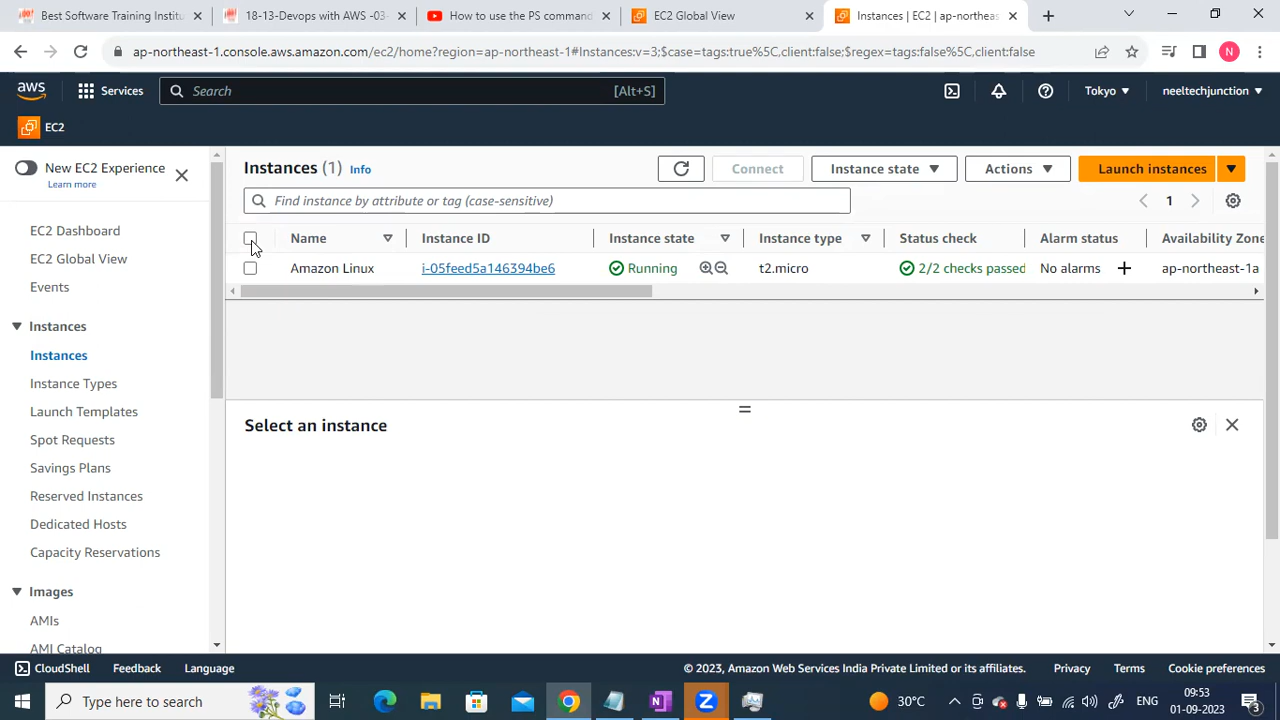 Best Software Training Institu
18-13-Devops with AWS -03-
How to use the PS command
EC2 Global View
Instances | EC2 | ap-northeas
ap-northeast-1.console.aws.amazon.com/ec2/home?region=ap-northeast-1#Instances:v=3;$case=tags:true%5C,client:false;$regex=tags:false%5C,client:false
N
aws
Services
Search
[Alt+S]
Tokyo
neeltechjunction
EC2
New EC2 Experience
Learn more
EC2 Dashboard
EC2 Global View
Events
Instances
Instances
Instance Types
Launch Templates
Spot Requests
Savings Plans
Reserved Instances
Dedicated Hosts
Capacity Reservations
Images
AMIs
AMI Catalog
Instances (1) Info
Connect
Instance state
Actions
Launch instances
Find instance by attribute or tag (case-sensitive)
1
Name Instance ID Instance state Instance type Status check Alarm status Availability Zone
Amazon Linux i-05feed5a146394be6 Running t2.micro 2/2 checks passed No alarms ap-northeast-1a
Select an instance
CloudShell Feedback Language © 2023, Amazon Web Services India Private Limited or its affiliates. Privacy Terms Cookie preferences
Type here to search
30°C
ENG
09:53
01-09-2023
3